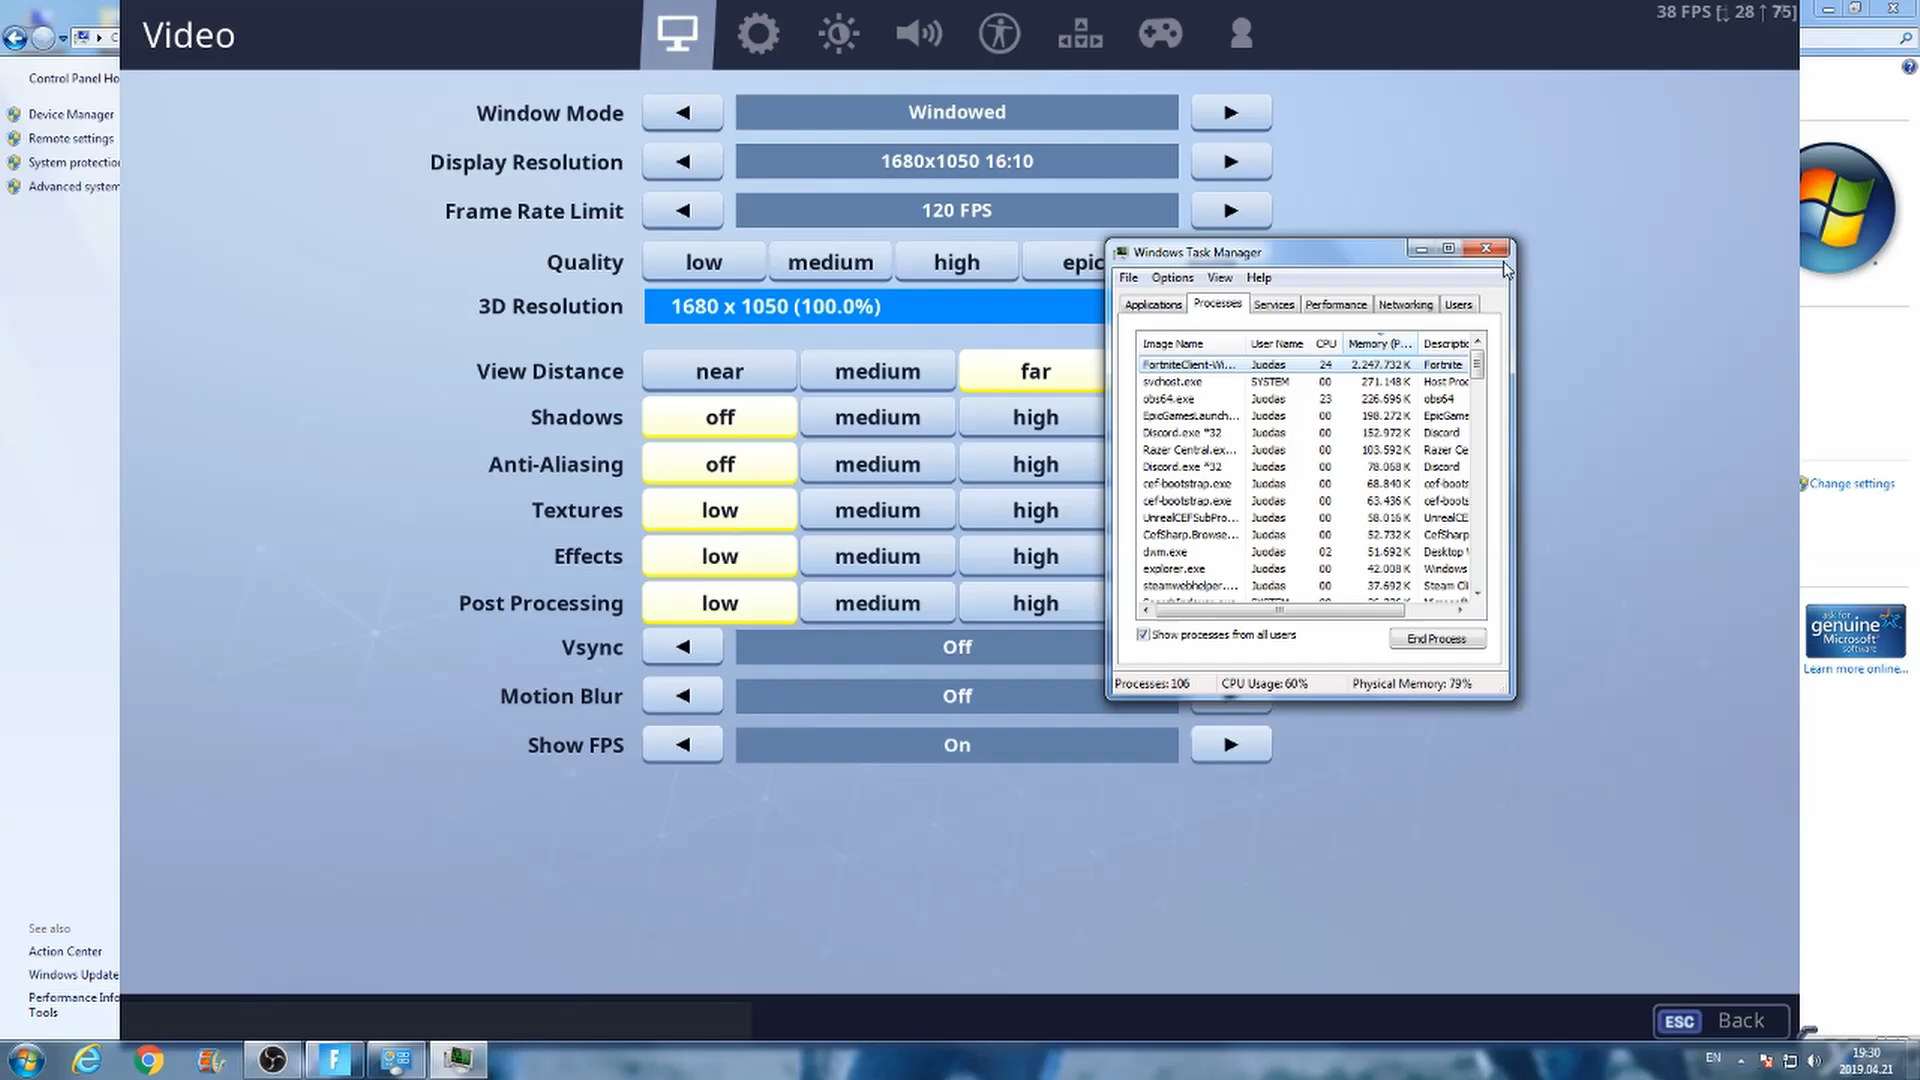 Video
38 FPS [↓ 28 ↑ 75]
Control Panel Ho
Device Manager
Remote settings
System protectio
Advanced system
Window Mode
Windowed
Display Resolution
1680x1050 16:10
Frame Rate Limit
120 FPS
Quality
low
medium
high
epic
3D Resolution
1680 x 1050 (100.0%)
View Distance
near
medium
far
Shadows
off
medium
high
Anti-Aliasing
off
medium
high
Textures
low
medium
high
Effects
low
medium
high
Post Processing
low
medium
high
Vsync
Off
Motion Blur
Off
Show FPS
On
Windows Task Manager
File Options View Help
Applications Processes Services Performance Networking Users
Image Name User Name CPU Memory (P... Descriptic
FortniteClient-Wi... Juodas 24 2.247.732 K Fortnite
svchost.exe SYSTEM 00 271.148 K Host Proc
obs64.exe Juodas 23 226.696 K obs64
EpicGamesLaunch... Juodas 00 198.272 K EpicGame
Discord.exe *32 Juodas 00 152.972 K Discord
Razer Central.ex... Juodas 00 103.592 K Razer Ce
Discord.exe *32 Juodas 00 78.068 K Discord
cef-bootstrap.exe Juodas 00 68.840 K cef-boots
cef-bootstrap.exe Juodas 00 63.436 K cef-boots
UnrealCEFSubPro... Juodas 00 58.016 K UnrealCE
CefSharp.Browse... Juodas 00 52.732 K CefSharp
dwm.exe Juodas 02 51.692 K Desktop
explorer.exe Juodas 00 42.008 K Windows
steamwebhelper.... Juodas 00 37.692 K Steam Cli
Show processes from all users
End Process
Processes: 106 CPU Usage: 60% Physical Memory: 79%
Change settings
ask for
genuine
Microsoft
software
Learn more online...
See also
Action Center
Windows Update
Performance Info
Tools
ESC Back
EN
19:30
2019.04.21